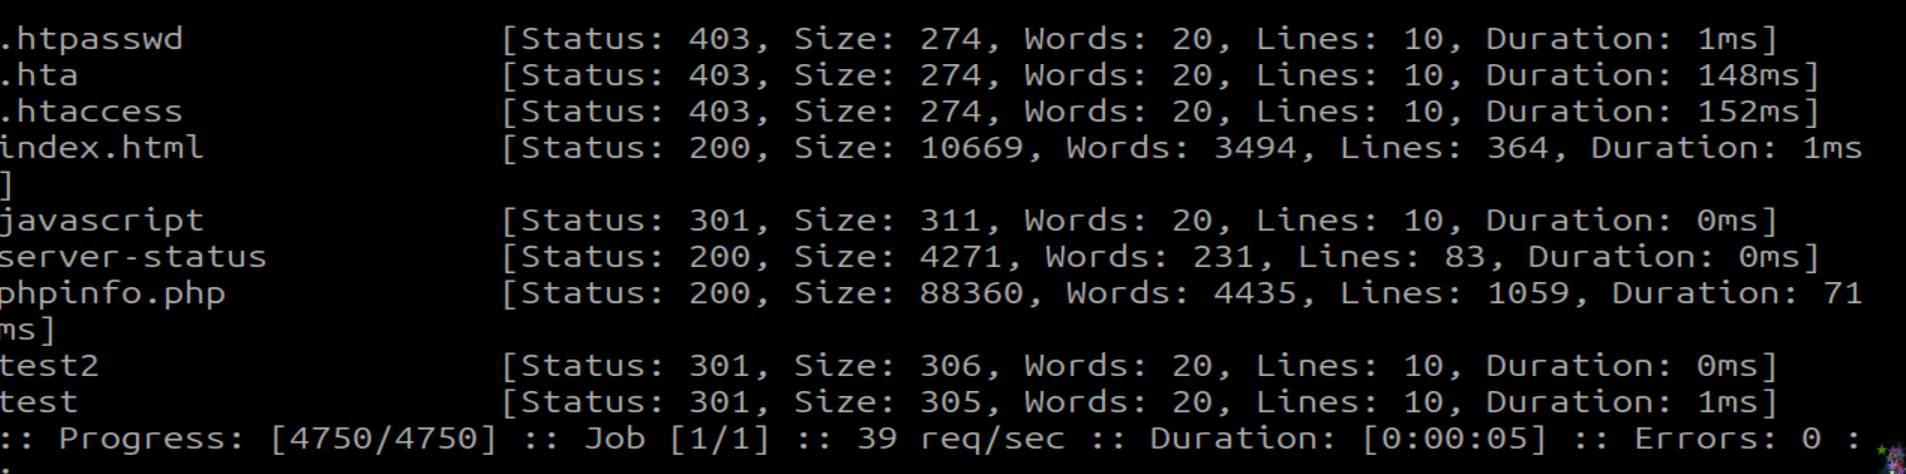 .htpasswd [Status: 403, Size: 274, Words: 20, Lines: 10, Duration: 1ms]
.hta [Status: 403, Size: 274, Words: 20, Lines: 10, Duration: 148ms]
.htaccess [Status: 403, Size: 274, Words: 20, Lines: 10, Duration: 152ms]
index.html [Status: 200, Size: 10669, Words: 3494, Lines: 364, Duration: 1ms
]
javascript [Status: 301, Size: 311, Words: 20, Lines: 10, Duration: 0ms]
server-status [Status: 200, Size: 4271, Words: 231, Lines: 83, Duration: 0ms]
phpinfo.php [Status: 200, Size: 88360, Words: 4435, Lines: 1059, Duration: 71
ms]
test2 [Status: 301, Size: 306, Words: 20, Lines: 10, Duration: 0ms]
test [Status: 301, Size: 305, Words: 20, Lines: 10, Duration: 1ms]
:: Progress: [4750/4750] :: Job [1/1] :: 39 req/sec :: Duration: [0:00:05] :: Errors: 0 :
: